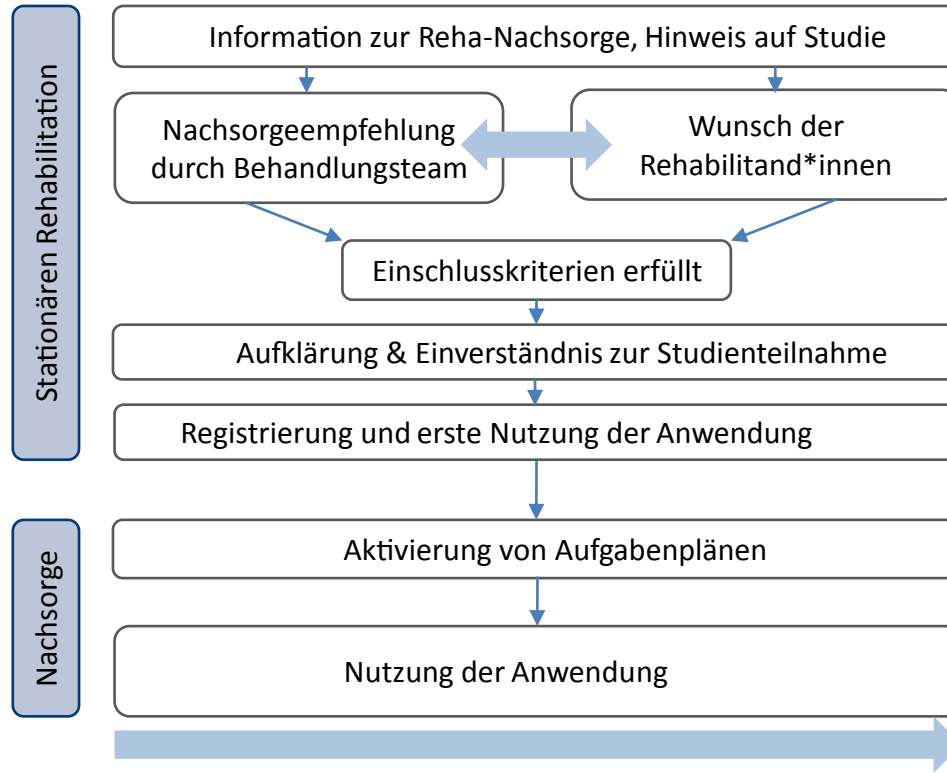 Stationären Rehabilitation
Information zur Reha-Nachsorge, Hinweis auf Studie
Nachsorgeempfehlung
durch Behandlungsteam
Wunsch der
Rehabilitand*innen
Einschlusskriterien erfüllt
Aufklärung & Einverständnis zur Studienteilnahme
Registrierung und erste Nutzung der Anwendung
Nachsorge
Aktivierung von Aufgabenplänen
Nutzung der Anwendung